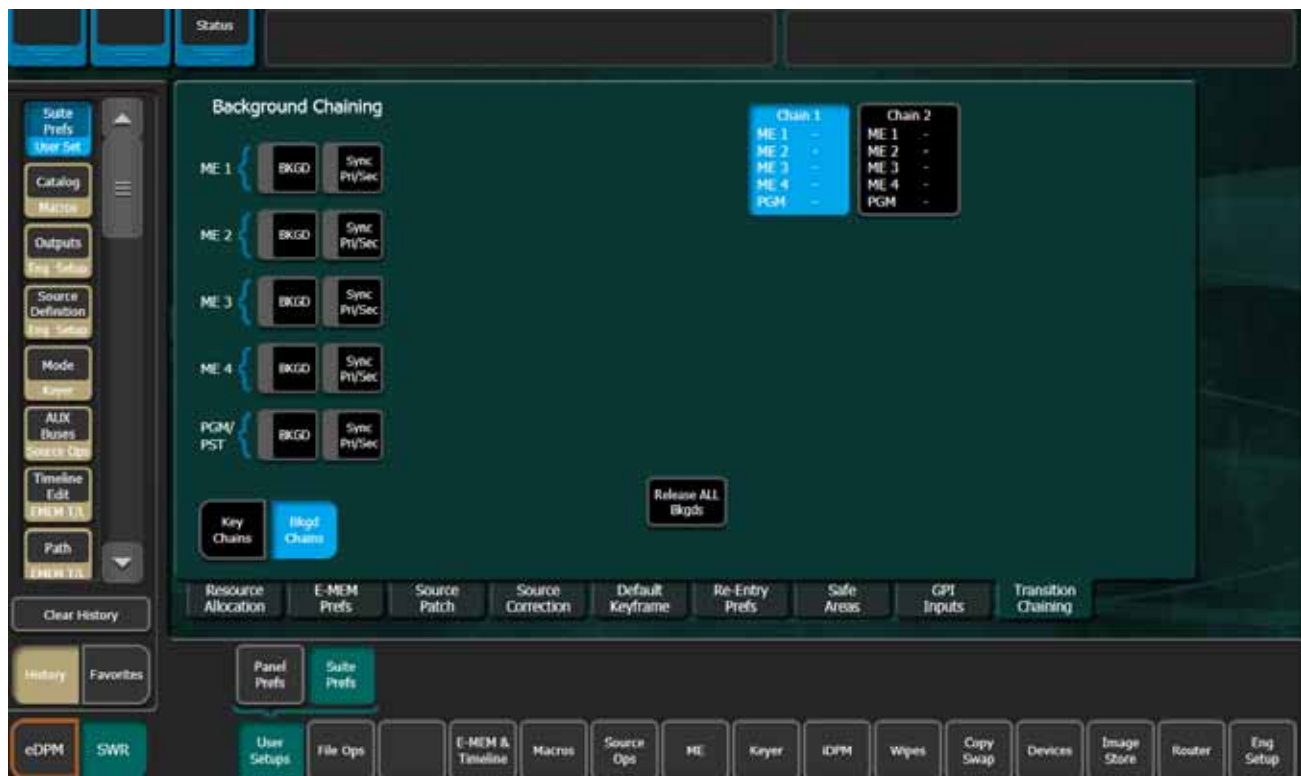 Status
Suite
Prefs
User Set
Catalog
Macros
Outputs
Eng Setup
Source
Definition
Eng Setup
Mode
Keyer
AUX
Buses
Source Ops
Timeline
Edit
EMEM T/L
Path
EMEM T/L
Clear History
History
Favorites
eDPM
SWR
Background Chaining
ME 1
BKGD
Sync
Pri/Sec
ME 2
BKGD
Sync
Pri/Sec
ME 3
BKGD
Sync
Pri/Sec
ME 4
BKGD
Sync
Pri/Sec
PGM/
PST
BKGD
Sync
Pri/Sec
Key
Chains
Bkgd
Chains
Chain 1
ME 1 -
ME 2 -
ME 3 -
ME 4 -
PGM -
Chain 2
ME 1 -
ME 2 -
ME 3 -
ME 4 -
PGM -
Release ALL
Bkgds
Resource
Allocation
E-MEM
Prefs
Source
Patch
Source
Correction
Default
Keyframe
Re-Entry
Prefs
Safe
Areas
GPI
Inputs
Transition
Chaining
Panel
Prefs
Suite
Prefs
User
Setups
File Ops
E-MEM &
Timeline
Macros
Source
Ops
ME
Keyer
iDPM
Wipes
Copy
Swap
Devices
Image
Store
Router
Eng
Setup